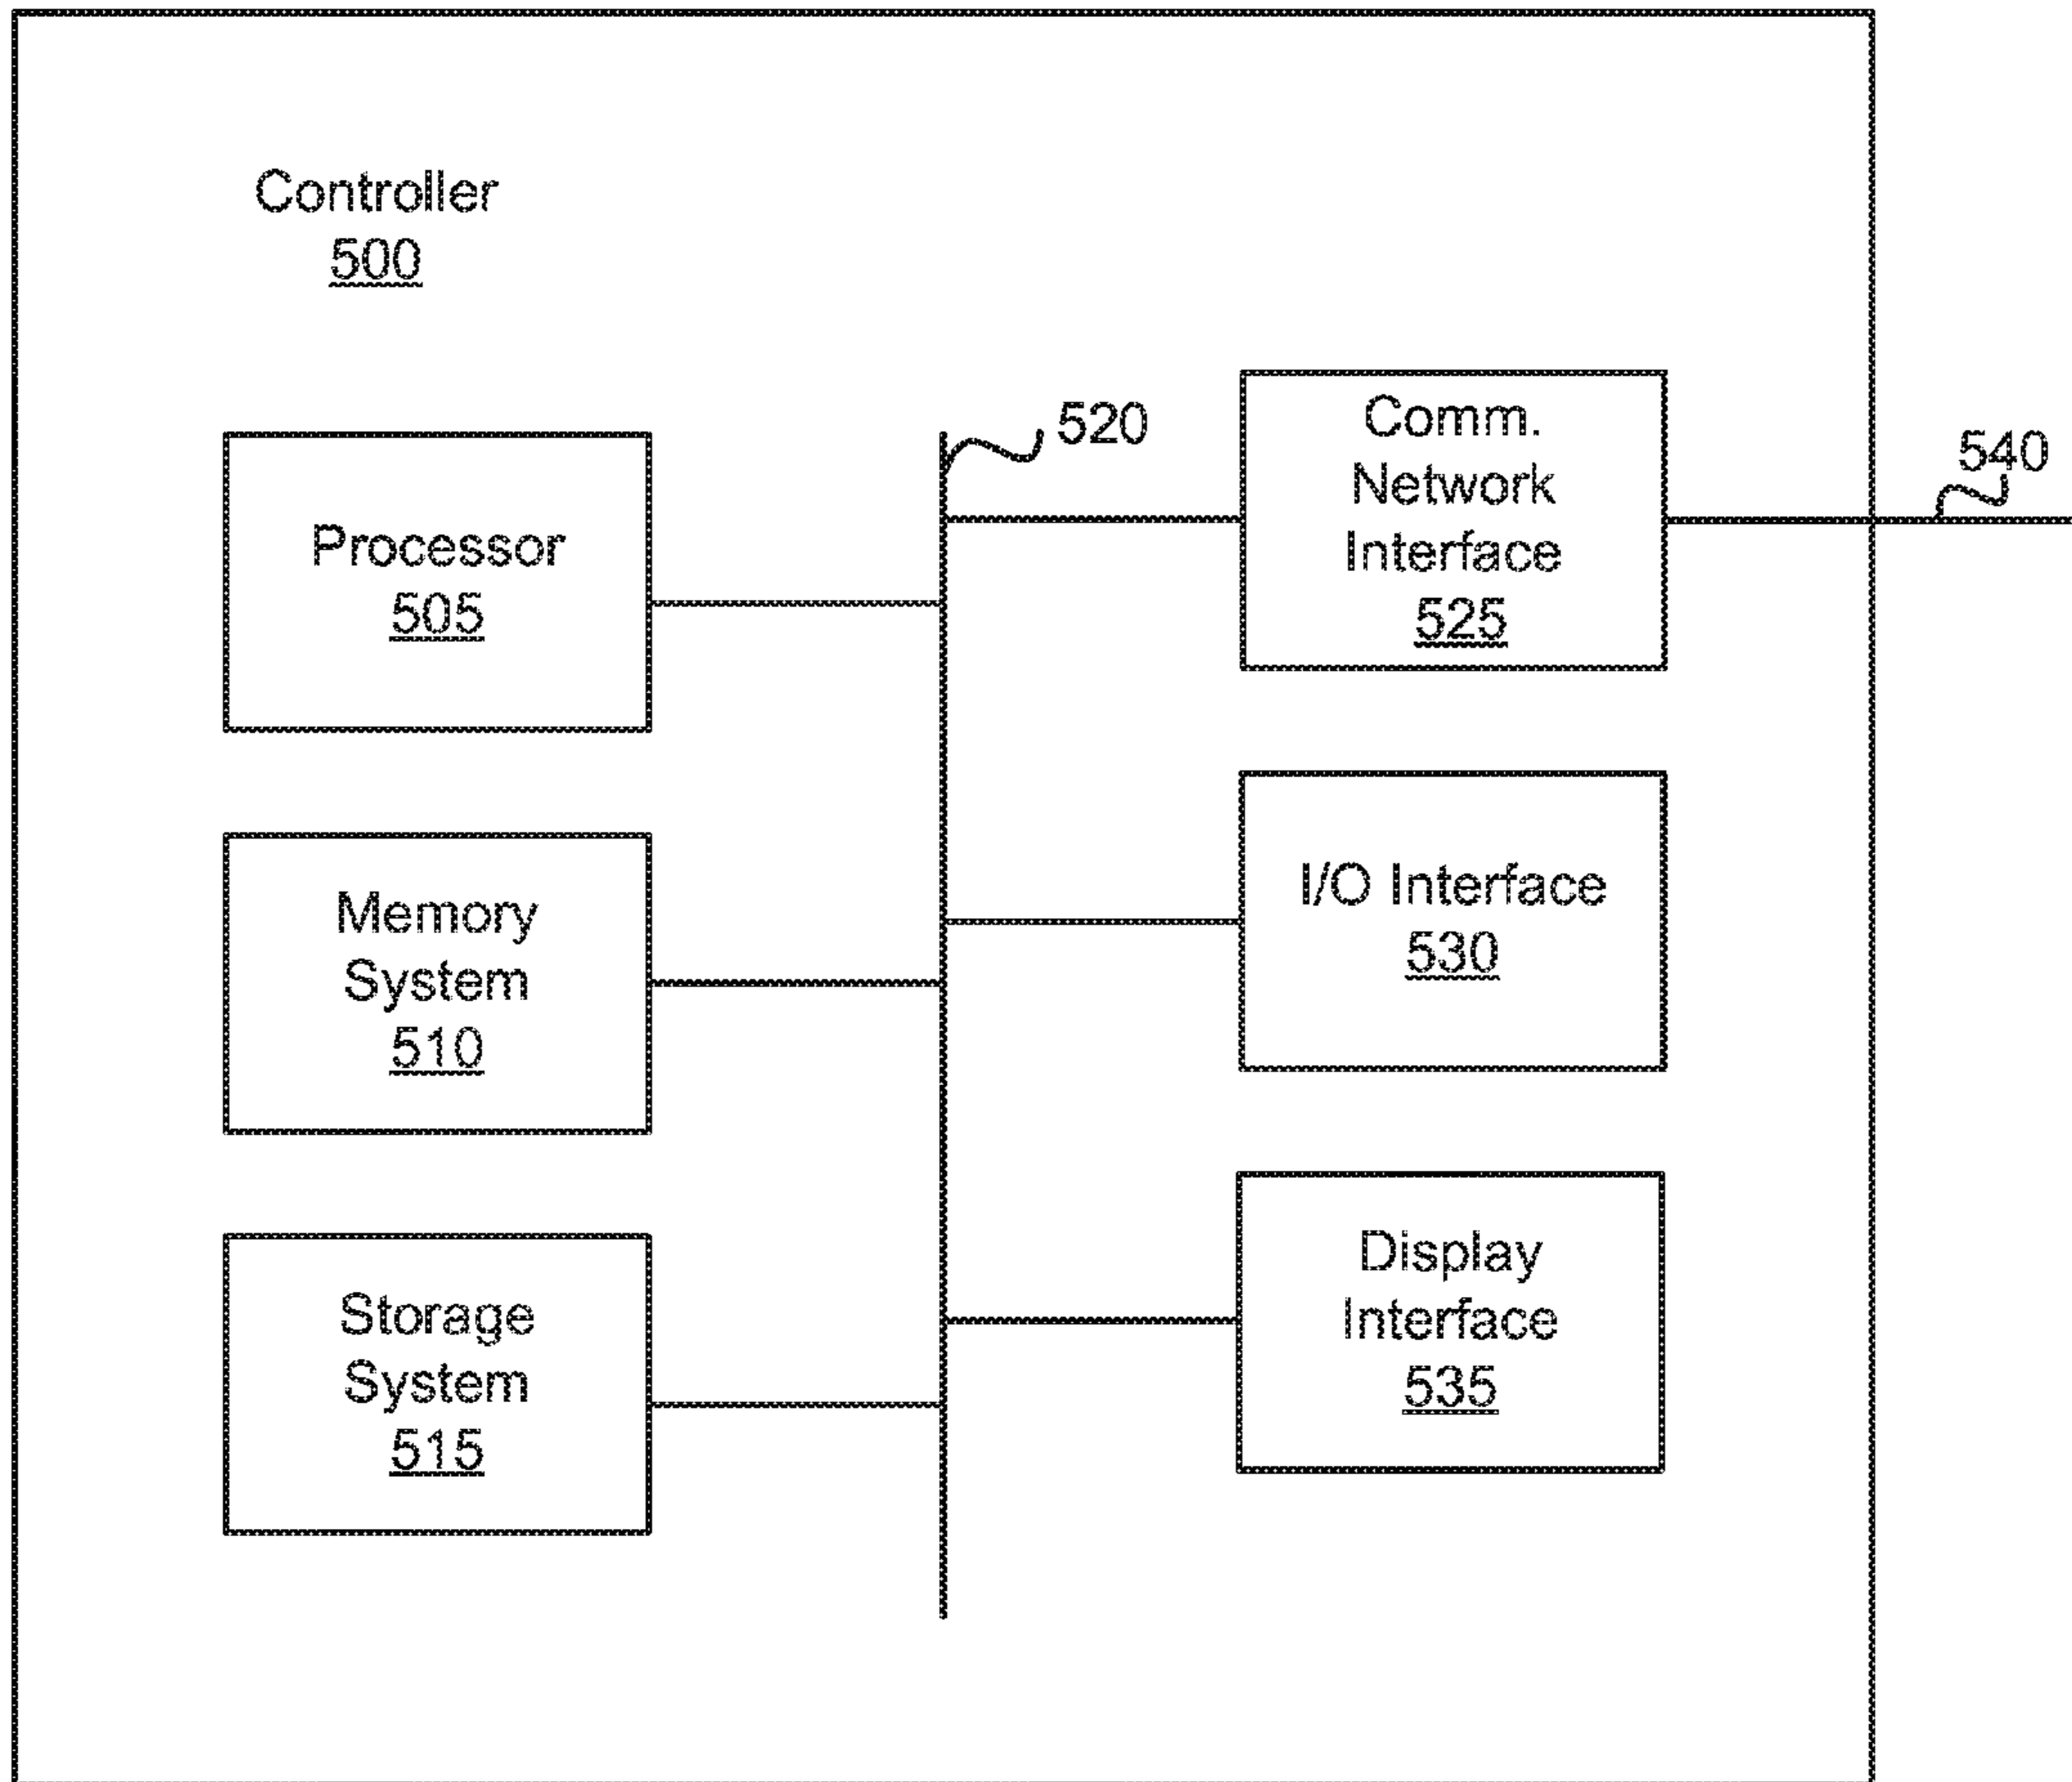 Controller
500
Processor
505
Memory
System
510
Storage
System
515
520
Comm.
Network
Interface
525
540
I/O Interface
530
Display
Interface
535